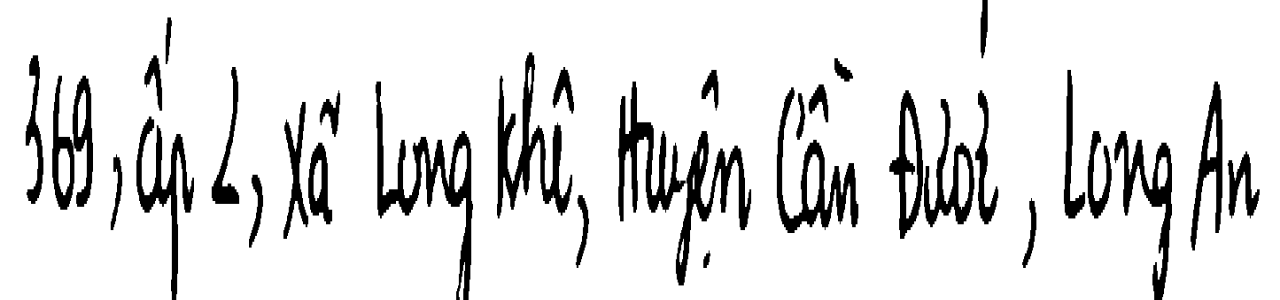 369, ấp 2, Xã Long Khê, Huyện Cần Đước, Long An